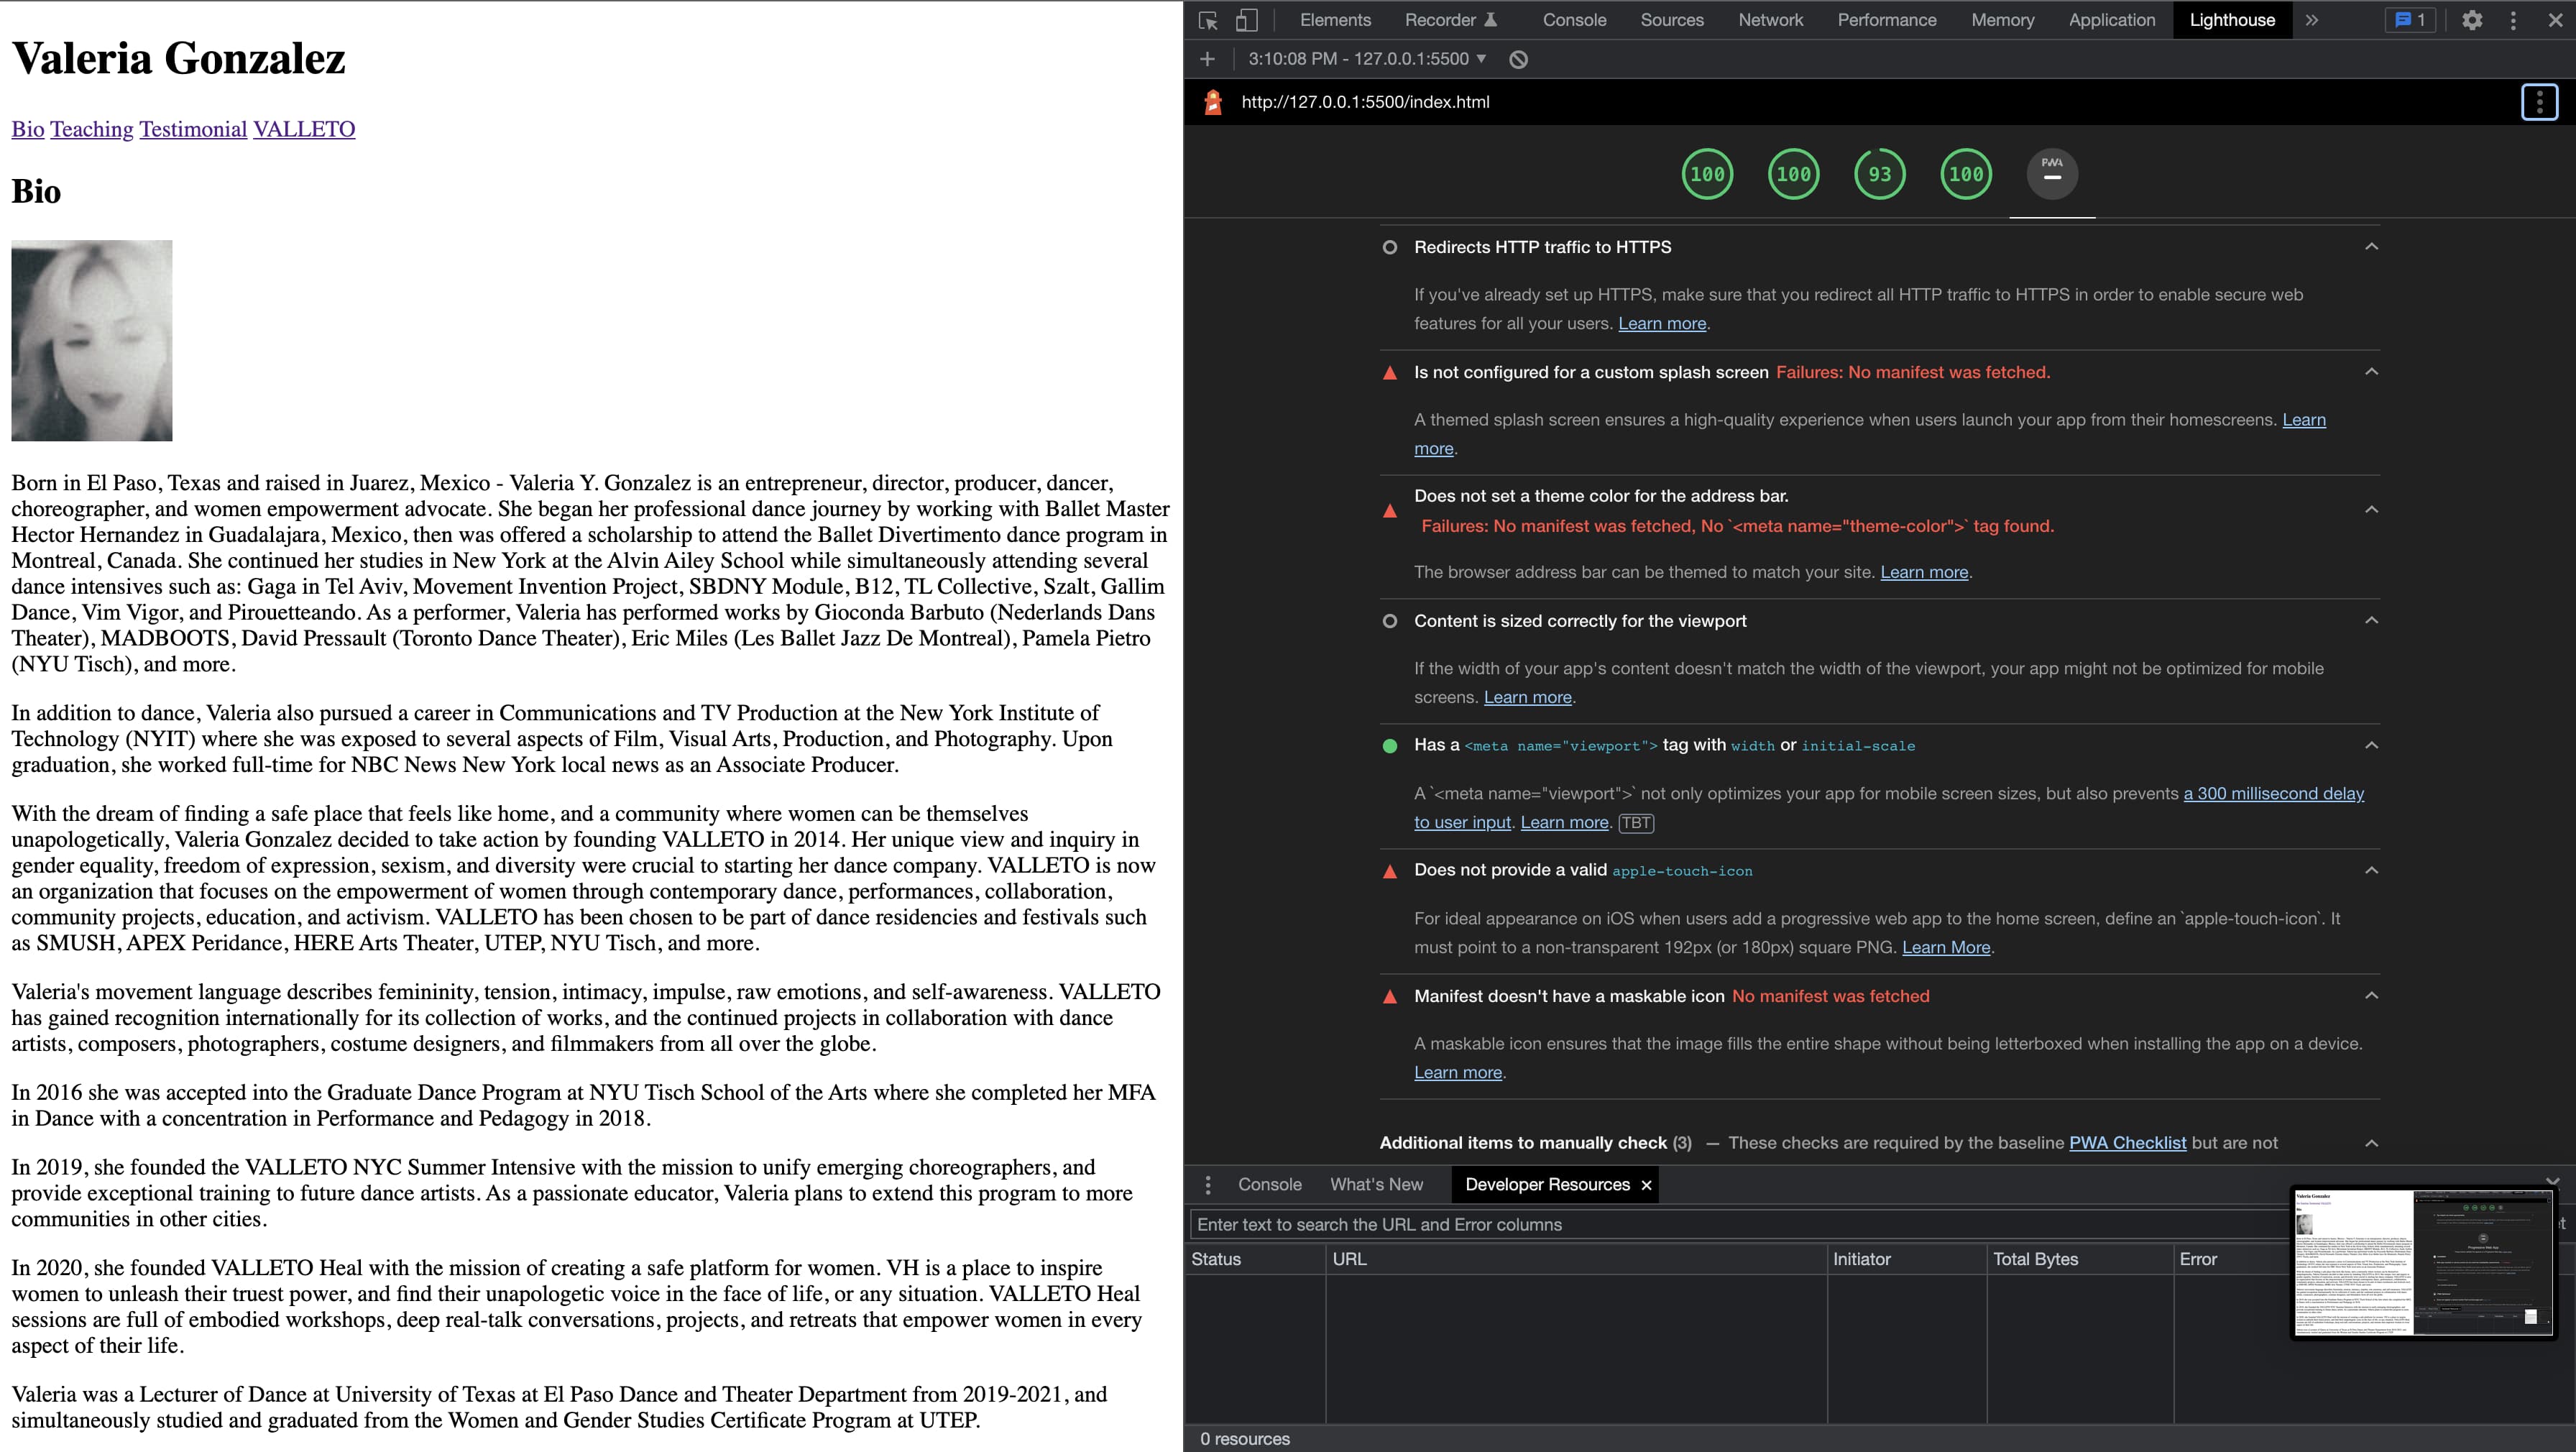 Valeria Gonzalez
Bio Teaching Testimonial VALLETO
Bio
Born in El Paso, Texas and raised in Juarez, Mexico - Valeria Y. Gonzalez is an entrepreneur, director, producer, dancer,
choreographer, and women empowerment advocate. She began her professional dance journey by working with Ballet Master
Hector Hernandez in Guadalajara, Mexico, then was offered a scholarship to attend the Ballet Divertimento dance program in
Montreal, Canada. She continued her studies in New York at the Alvin Ailey School while simultaneously attending several
dance intensives such as: Gaga in Tel Aviv, Movement Invention Project, SBDNY Module, B12, TL Collective, Szalt, Gallim
Dance, Vim Vigor, and Pirouetteando. As a performer, Valeria has performed works by Gioconda Barbuto (Nederlands Dans
Theater), MADBOOTS, David Pressault (Toronto Dance Theater), Eric Miles (Les Ballet Jazz De Montreal), Pamela Pietro
(NYU Tisch), and more.
In addition to dance, Valeria also pursued a career in Communications and TV Production at the New York Institute of
Technology (NYIT) where she was exposed to several aspects of Film, Visual Arts, Production, and Photography. Upon
graduation, she worked full-time for NBC News New York local news as an Associate Producer.
With the dream of finding a safe place that feels like home, and a community where women can be themselves
unapologetically, Valeria Gonzalez decided to take action by founding VALLETO in 2014. Her unique view and inquiry in
gender equality, freedom of expression, sexism, and diversity were crucial to starting her dance company. VALLETO is now
an organization that focuses on the empowerment of women through contemporary dance, performances, collaboration,
community projects, education, and activism. VALLETO has been chosen to be part of dance residencies and festivals such
as SMUSH, APEX Peridance, HERE Arts Theater, UTEP, NYU Tisch, and more.
Valeria's movement language describes femininity, tension, intimacy, impulse, raw emotions, and self-awareness. VALLETO
has gained recognition internationally for its collection of works, and the continued projects in collaboration with dance
artists, composers, photographers, costume designers, and filmmakers from all over the globe.
In 2016 she was accepted into the Graduate Dance Program at NYU Tisch School of the Arts where she completed her MFA
in Dance with a concentration in Performance and Pedagogy in 2018.
In 2019, she founded the VALLETO NYC Summer Intensive with the mission to unify emerging choreographers, and
provide exceptional training to future dance artists. As a passionate educator, Valeria plans to extend this program to more
communities in other cities.
In 2020, she founded VALLETO Heal with the mission of creating a safe platform for women. VH is a place to inspire
women to unleash their truest power, and find their unapologetic voice in the face of life, or any situation. VALLETO Heal
sessions are full of embodied workshops, deep real-talk conversations, projects, and retreats that empower women in every
aspect of their life.
Valeria was a Lecturer of Dance at University of Texas at El Paso Dance and Theater Department from 2019-2021, and
simultaneously studied and graduated from the Women and Gender Studies Certificate Program at UTEP.
Elements Recorder Console Sources Network Performance Memory Application Lighthouse 1
3:10:08 PM - 127.0.0.1:5500
http://127.0.0.1:5500/index.html
100 100 93 100 PWA
Redirects HTTP traffic to HTTPS
If you've already set up HTTPS, make sure that you redirect all HTTP traffic to HTTPS in order to enable secure web
features for all your users. Learn more.
Is not configured for a custom splash screen Failures: No manifest was fetched.
A themed splash screen ensures a high-quality experience when users launch your app from their homescreens. Learn
more.
Does not set a theme color for the address bar.
Failures: No manifest was fetched, No `<meta name="theme-color">` tag found.
The browser address bar can be themed to match your site. Learn more.
Content is sized correctly for the viewport
If the width of your app's content doesn't match the width of the viewport, your app might not be optimized for mobile
screens. Learn more.
Has a <meta name="viewport"> tag with width or initial-scale
A `<meta name="viewport">` not only optimizes your app for mobile screen sizes, but also prevents a 300 millisecond delay
to user input. Learn more. TBT
Does not provide a valid apple-touch-icon
For ideal appearance on iOS when users add a progressive web app to the home screen, define an `apple-touch-icon`. It
must point to a non-transparent 192px (or 180px) square PNG. Learn More.
Manifest doesn't have a maskable icon No manifest was fetched
A maskable icon ensures that the image fills the entire shape without being letterboxed when installing the app on a device.
Learn more.
Additional items to manually check (3) — These checks are required by the baseline PWA Checklist but are not
Console What's New Developer Resources
Enter text to search the URL and Error columns
Status URL Initiator Total Bytes Error
0 resources
Valeria Gonzalez